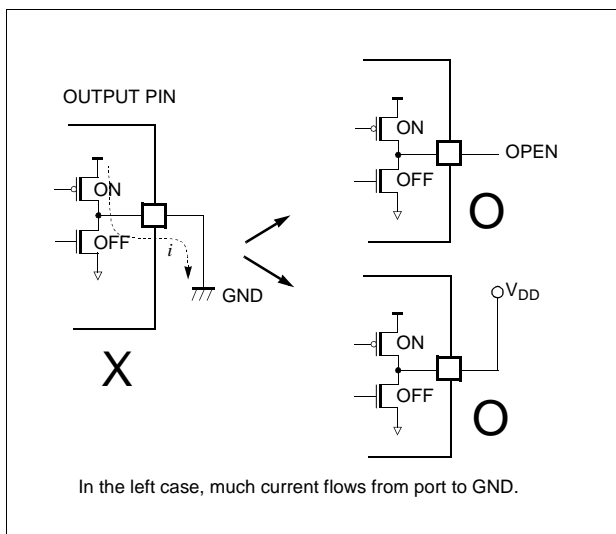 OUTPUT PIN
ON
OFF
i
GND
X
ON
OFF
OPEN
O
ON
OFF
VDD
O
In the left case, much current flows from port to GND.